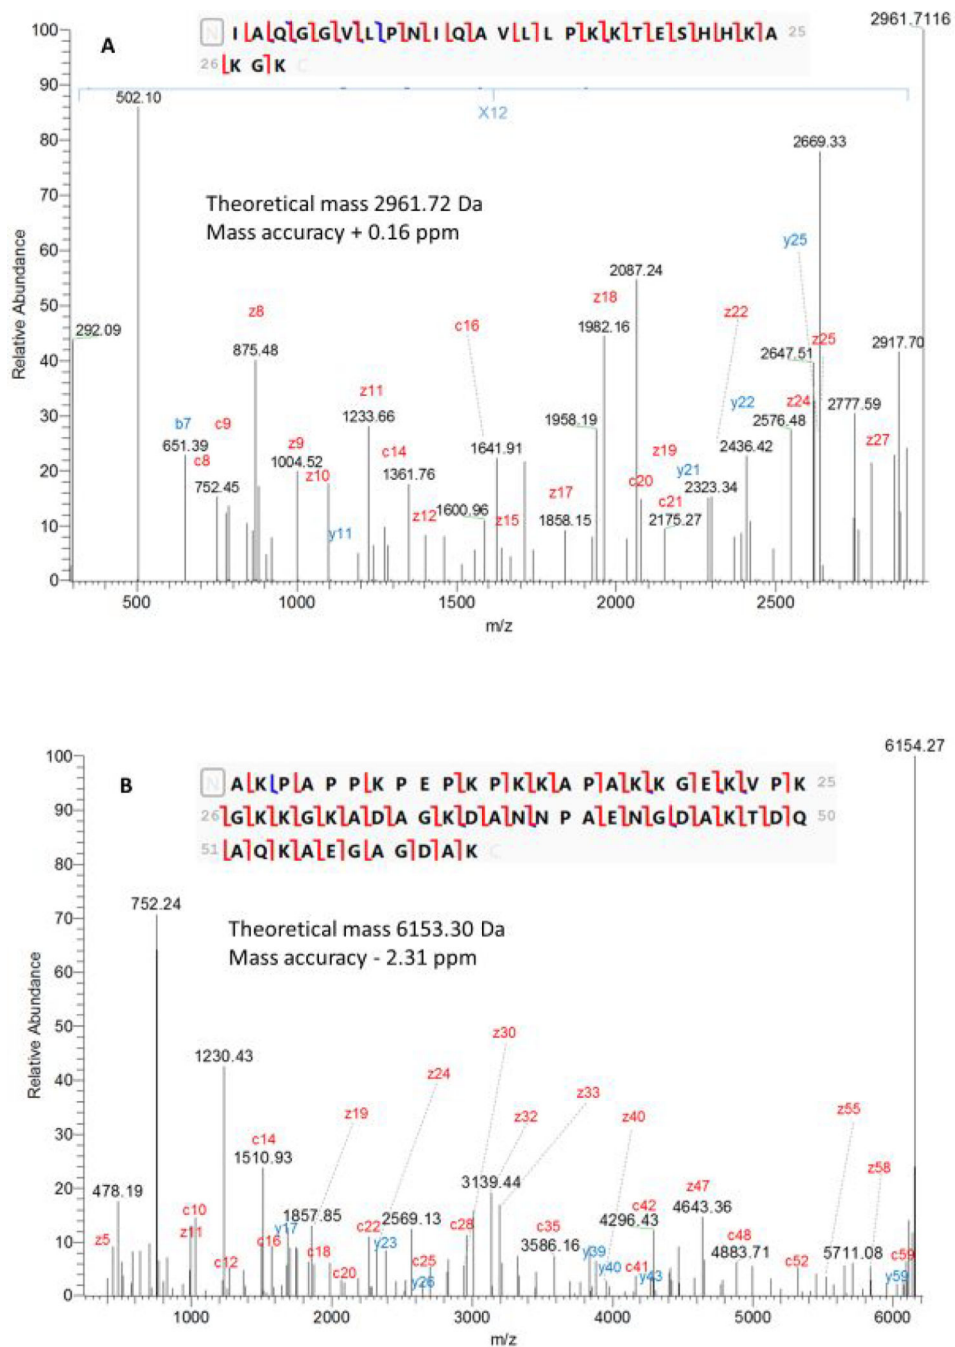 A
N I A Q G G V L P N I Q A V L L P K K T E S H H K A 25
26 K G K C
X12
2961.7116
502.10
2669.33
Theoretical mass 2961.72 Da
Mass accuracy + 0.16 ppm
y25
2087.24
z18
z8
292.09
c16
1982.16
z22
z25
2917.70
875.48
2647.51
z11
z24
2777.59
b7
c9
1233.66
1958.19
y22
2576.48
651.39
c8
z9
1004.52
c14
1641.91
z19
2436.42
z27
752.45
z10
1361.76
z17
c20
y21
2323.34
y11
z12
1600.96
z15
1858.15
c21
2175.27
100
90
80
70
60
50
40
30
20
10
0
Relative Abundance
500 1000 1500 2000 2500
m/z
B
N A K P A P P K P E P K P K K A P A K K G E K V P K 25
26 G K K G K A D A G K D A N N P A E N G D A K T D Q 50
51 A Q K A E G A G D A K C
6154.27
752.24
Theoretical mass 6153.30 Da
Mass accuracy - 2.31 ppm
1230.43
z30
z24
z33
z19
z32
z40
z55
c14
1510.93
3139.44
z58
478.19
c10
1857.85
2569.13
c42
4296.43
z47
4643.36
z5
z11
y17
c22
c28
c35
3586.16
c48
4883.71
c12
c16
c18
y23
c25
y39
c52
5711.08
c59
c20
y26
y40
c41
y43
y59
100
90
80
70
60
50
40
30
20
10
0
Relative Abundance
1000 2000 3000 4000 5000 6000
m/z